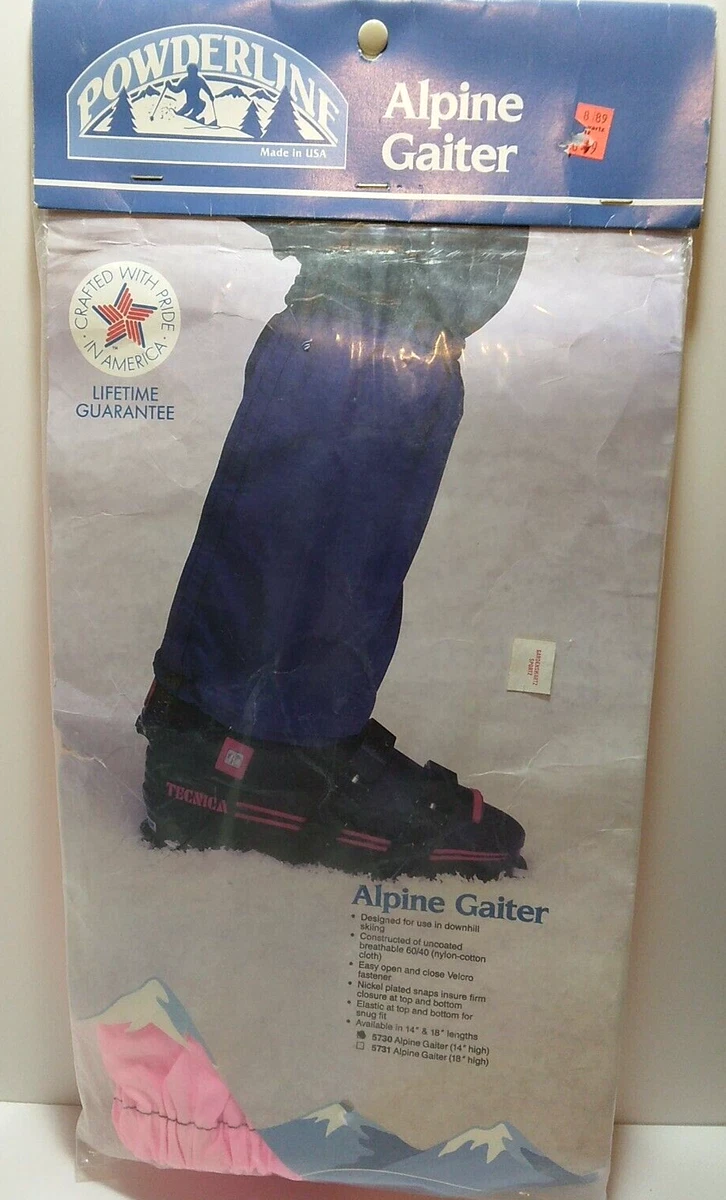 POWDERLINE
Made in USA
Alpine
Gaiter
8 89
CRAFTED WITH PRIDE
· IN AMERICA ·
LIFETIME
GUARANTEE
TECNICA
Alpine Gaiter
• Designed for use in downhill
skiing
• Constructed of uncoated
breathable 60/40 (nylon-cotton
cloth)
• Easy open and close Velcro
fastener
• Nickel plated snaps insure firm
closure at top and bottom
• Elastic at top and bottom for
snug fit
• Available in 14" & 18" lengths
5730 Alpine Gaiter (14" high)
5731 Alpine Gaiter (18" high)